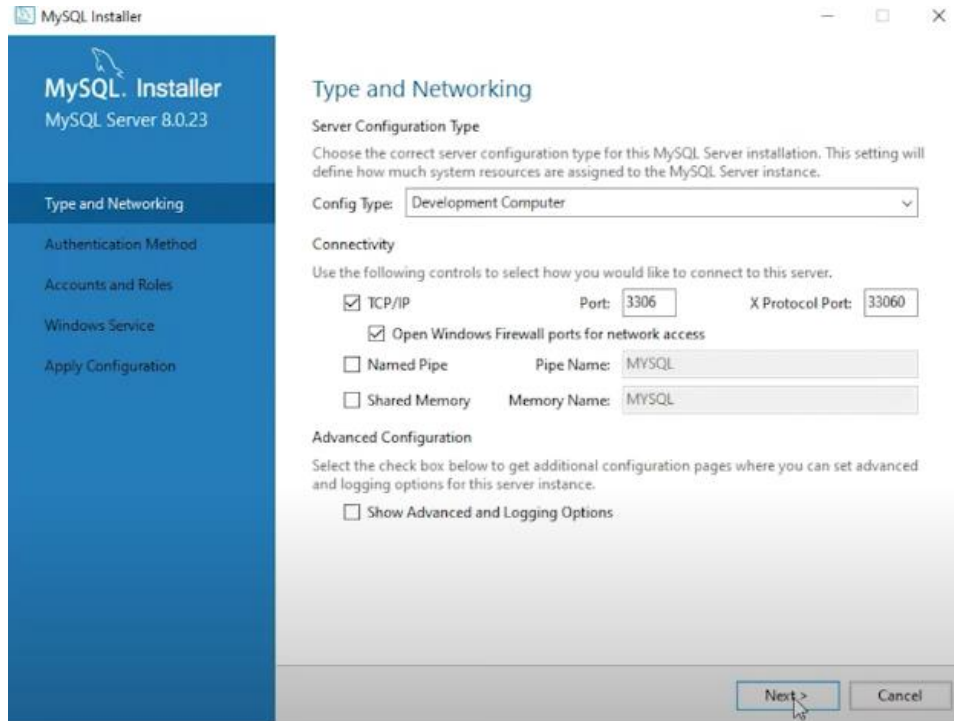 MySQL Installer
MySQL. Installer
MySQL Server 8.0.23
Type and Networking
Authentication Method
Accounts and Roles
Windows Service
Apply Configuration
Type and Networking
Server Configuration Type
Choose the correct server configuration type for this MySQL Server installation. This setting will
define how much system resources are assigned to the MySQL Server instance.
Config Type: Development Computer
Connectivity
Use the following controls to select how you would like to connect to this server.
TCP/IP Port: 3306 X Protocol Port: 33060
Open Windows Firewall ports for network access
Named Pipe Pipe Name: MYSQL
Shared Memory Memory Name: MYSQL
Advanced Configuration
Select the check box below to get additional configuration pages where you can set advanced
and logging options for this server instance.
Show Advanced and Logging Options
Next > Cancel